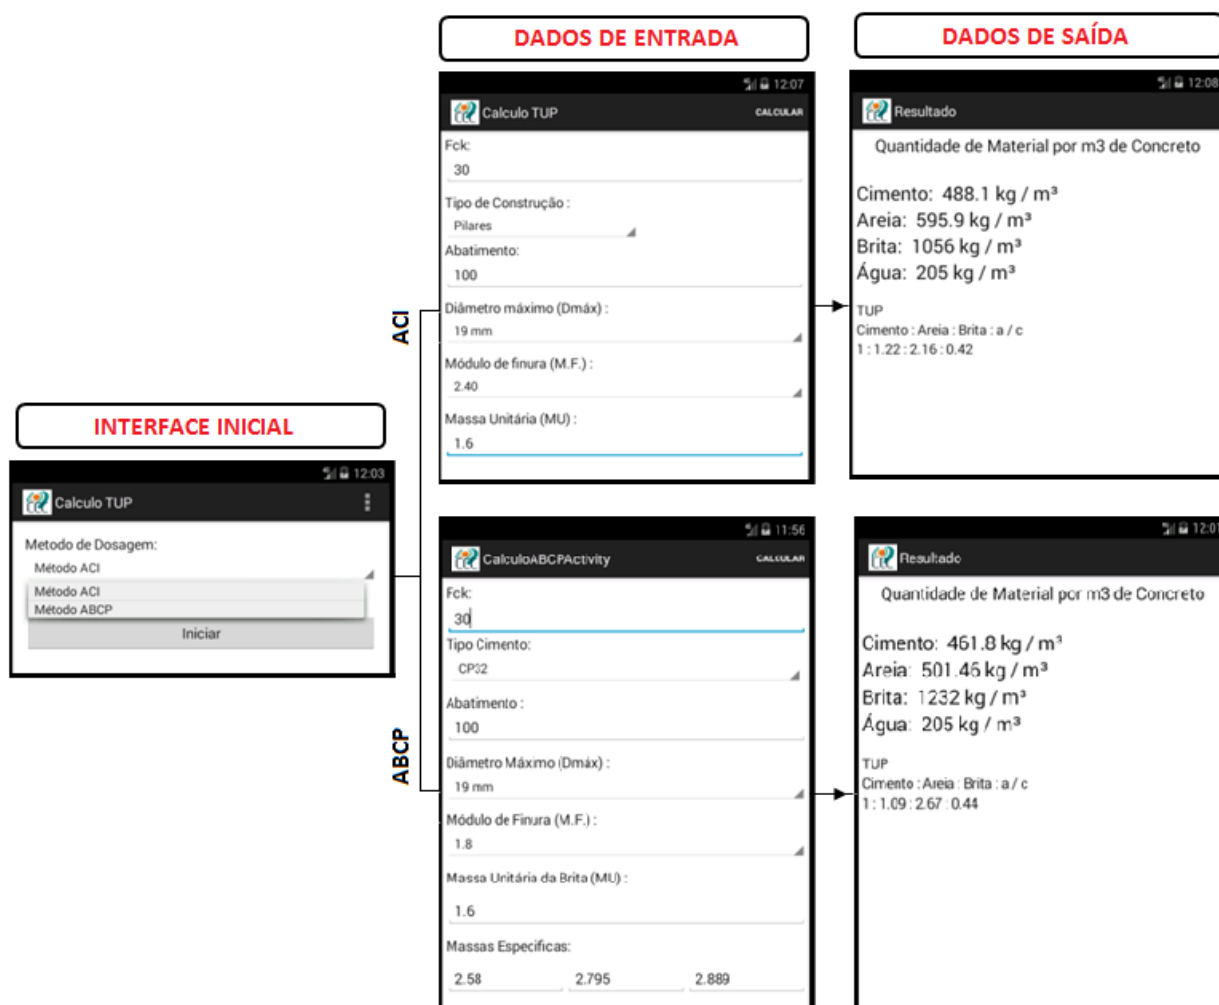 DADOS DE ENTRADA
DADOS DE SAÍDA
12:07
Calculo TUP
CALCULAR
Fck:
30
Tipo de Construção :
Pilares
Abatimento:
100
Diâmetro máximo (Dmáx) :
19 mm
Módulo de finura (M.F.) :
2.40
Massa Unitária (MU) :
1.6
12:08
Resultado
Quantidade de Material por m3 de Concreto
Cimento: 488.1 kg / m³
Areia: 595.9 kg / m³
Brita: 1056 kg / m³
Água: 205 kg / m³
TUP
Cimento : Areia : Brita : a / c
1 : 1.22 : 2.16 : 0.42
ACI
INTERFACE INICIAL
12:03
Calculo TUP
Metodo de Dosagem:
Método ACI
Método ACI
Método ABCP
Iniciar
ABCP
11:56
CalculoABCPActivity
CALCULAR
Fck:
30
Tipo Cimento:
CP32
Abatimento :
100
Diâmetro Máximo (Dmáx) :
19 mm
Módulo de Finura (M.F.) :
1.8
Massa Unitária da Brita (MU) :
1.6
Massas Especificas:
2.58 2.795 2.889
12:01
Resultado
Quantidade de Material por m3 de Concreto
Cimento: 461.8 kg / m³
Areia: 501.46 kg / m³
Brita: 1232 kg / m³
Água: 205 kg / m³
TUP
Cimento : Areia : Brita : a / c
1 : 1.09 : 2.67 : 0.44